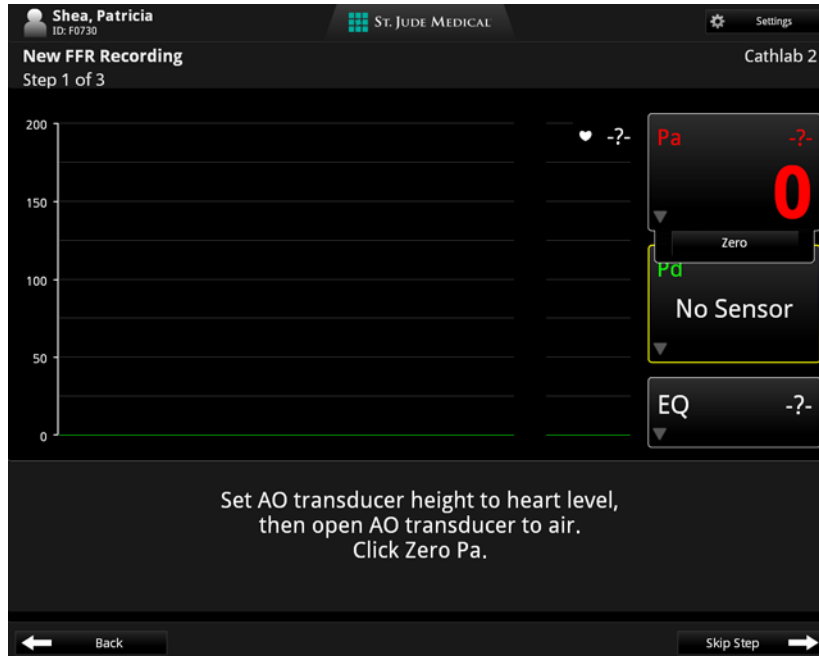 Shea, Patricia
ID: F0730
ST. JUDE MEDICAL
Settings
New FFR Recording
Cathlab 2
Step 1 of 3
200
150
100
50
0
-?-
Pa
-?-
0
Zero
Pd
No Sensor
EQ
-?-
Set AO transducer height to heart level,
then open AO transducer to air.
Click Zero Pa.
Back
Skip Step